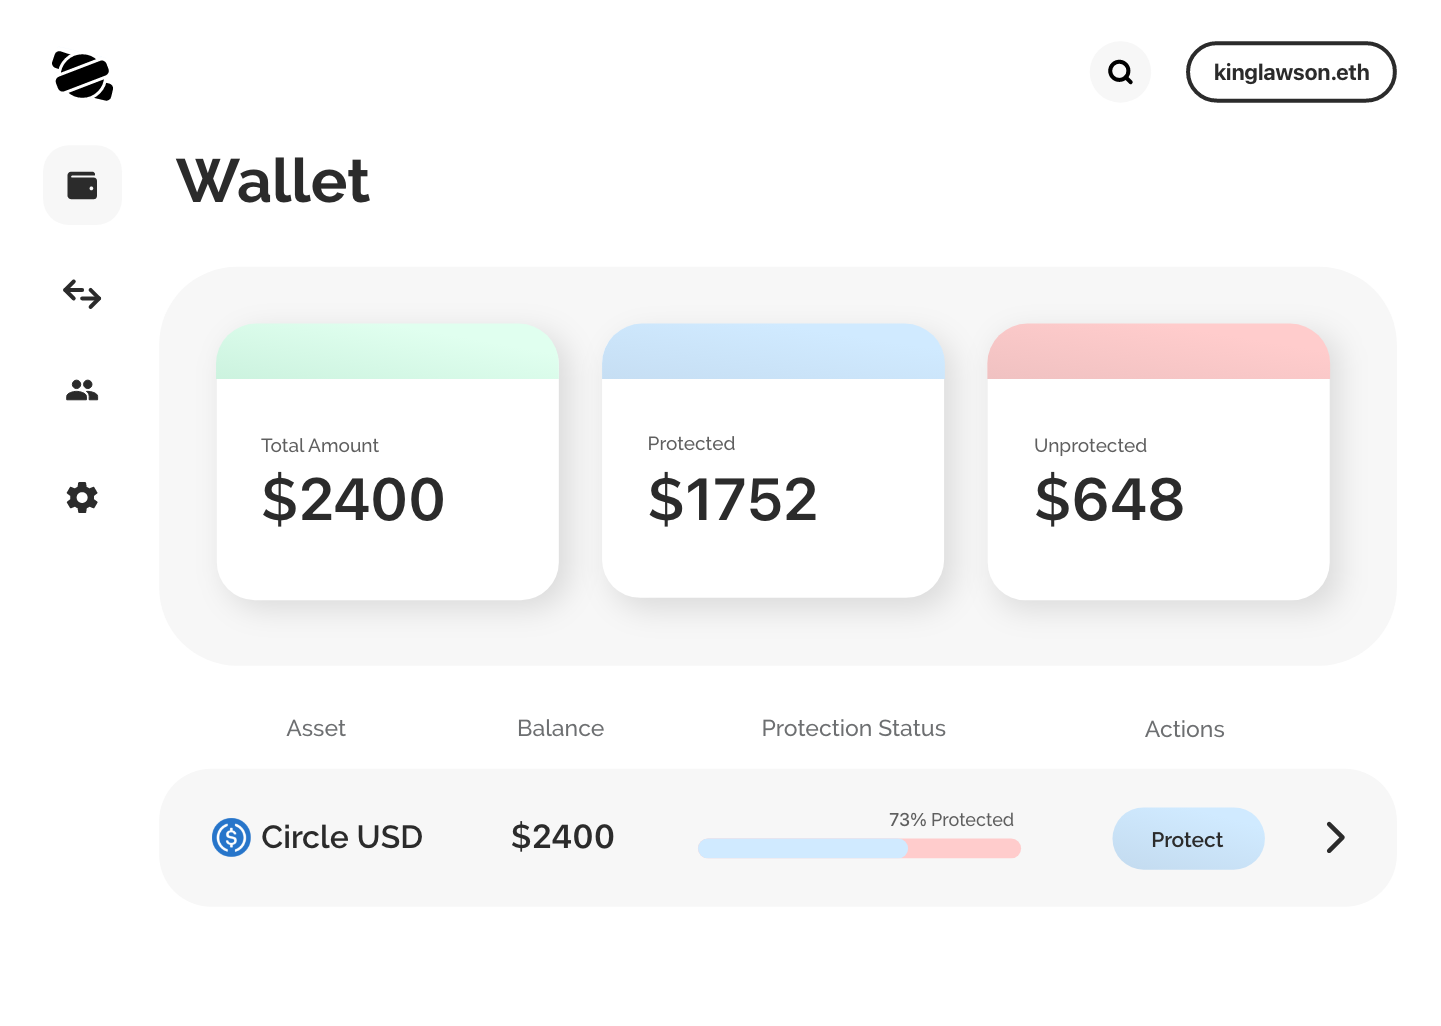 kinglawson.eth
Wallet
Total Amount
$2400
Protected
$1752
Unprotected
$648
Asset Balance Protection Status Actions
73% Protected
Circle USD $2400 Protect